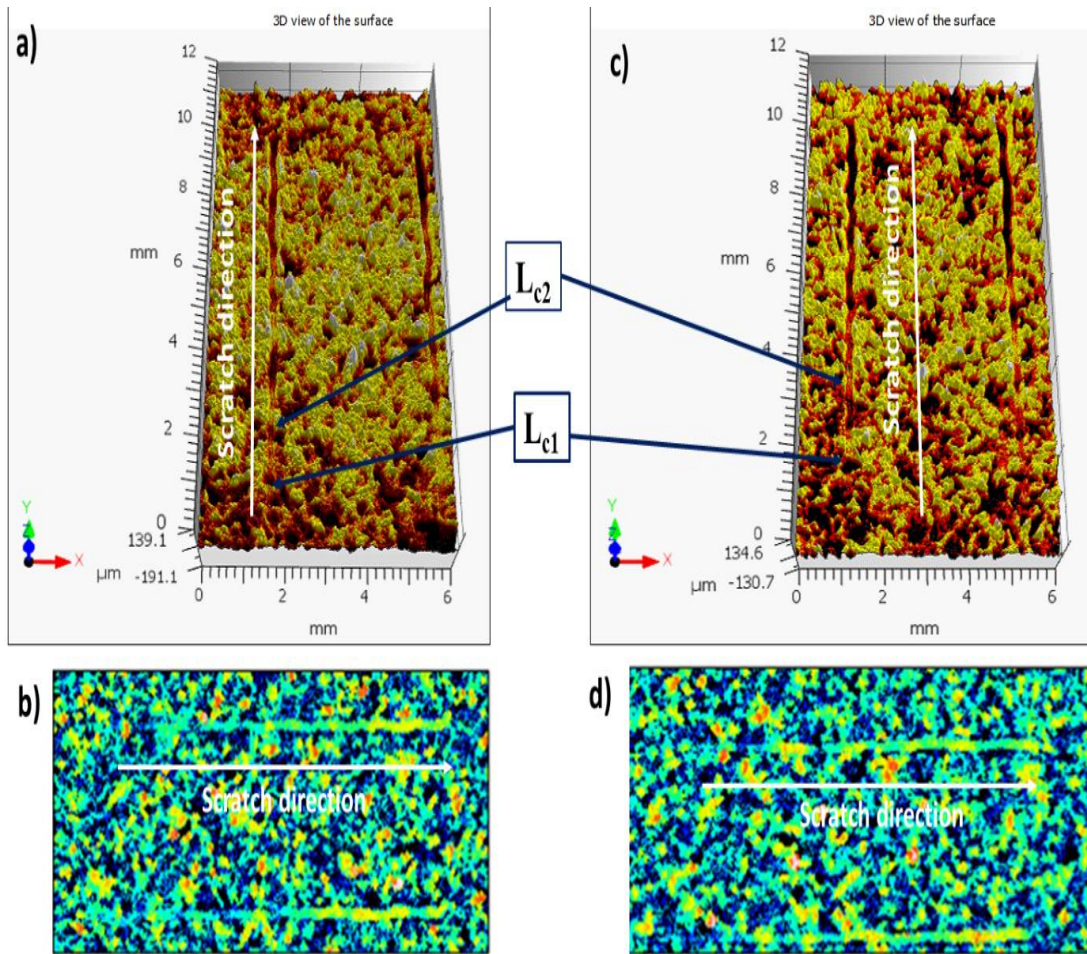 3D view of the surface
a)
12
10
8
mm
6
4
2
0
139.1
µm
-191.1
0
2
4
6
mm
Scratch direction
Y
Z
X
3D view of the surface
c)
12
10
8
mm
6
4
2
0
134.6
µm
-130.7
0
2
4
6
mm
Scratch direction
Y
Z
X
Lc2
Lc1
b)
Scratch direction
d)
Scratch direction